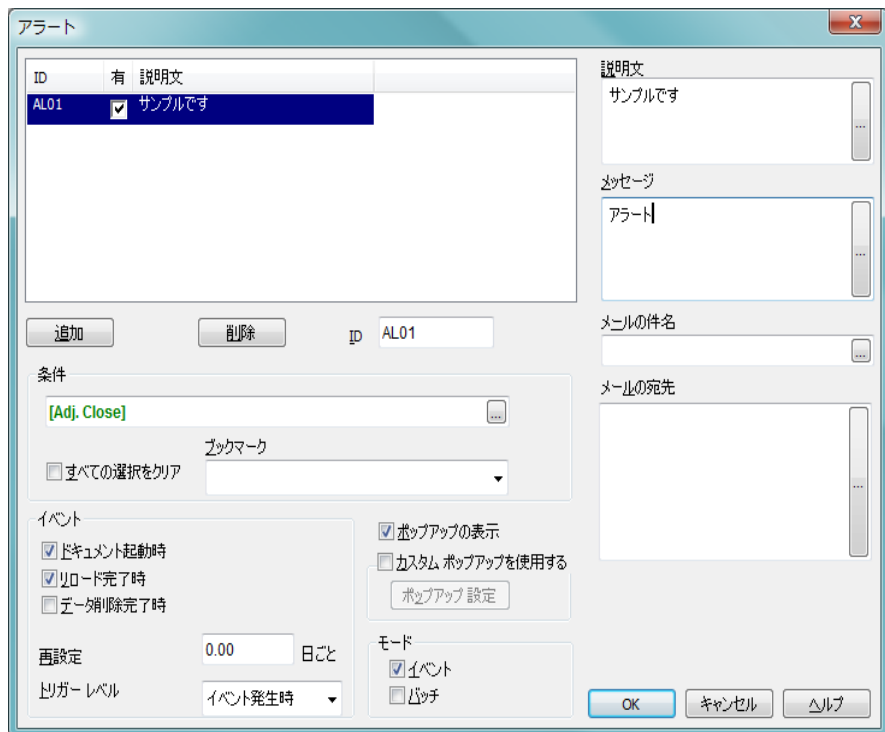 アラート
ID 有 説明文
AL01 サンプルです
追加 削除 ID AL01
条件
[Adj. Close] ...
ブックマーク
すべての選択をクリア
イベント
ドキュメント起動時
リロード完了時
データ削除完了時
再設定 0.00 日ごと
トリガー レベル イベント発生時
ポップアップの表示
カスタム ポップアップを使用する
ポップアップ 設定
モード
イベント
バッチ
説明文
サンプルです
...
メッセージ
アラート
...
メールの件名
...
メールの宛先
...
OK キャンセル ヘルプ